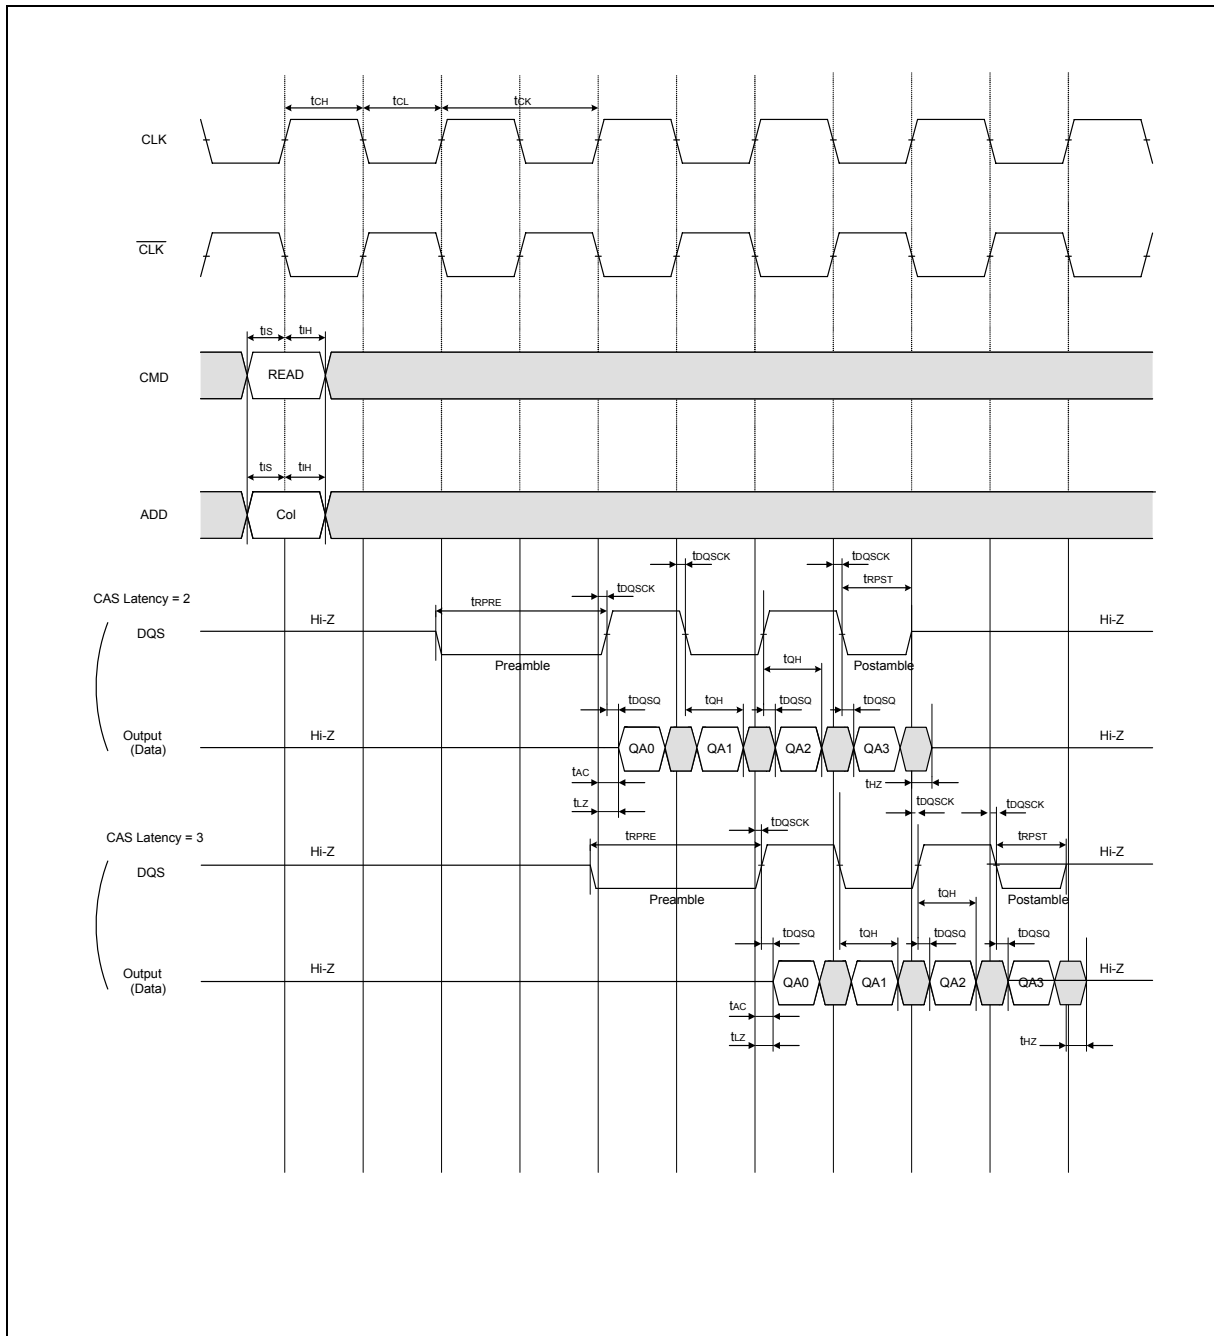 tCH tCL tCK
CLK
CLK
tIS tIH
CMD READ
tIS tIH
ADD Col
tDQSCK tDQSCK
tDQSCK tRPST
CAS Latency = 2 tRPRE
Hi-Z Hi-Z
DQS
Preamble Postamble
tQH
tDQSQ tQH tDQSQ tDQSQ
Output
(Data) Hi-Z QA0 QA1 QA2 QA3 Hi-Z
tAC tHZ
tLZ tDQSCK tDQSCK
tDQSCK
CAS Latency = 3 tRPRE tRPST
Hi-Z Hi-Z
DQS
Preamble Postamble
tQH
tDQSQ tQH tDQSQ tDQSQ
Output
(Data) Hi-Z QA0 QA1 QA2 QA3 Hi-Z
tAC
tLZ tHZ